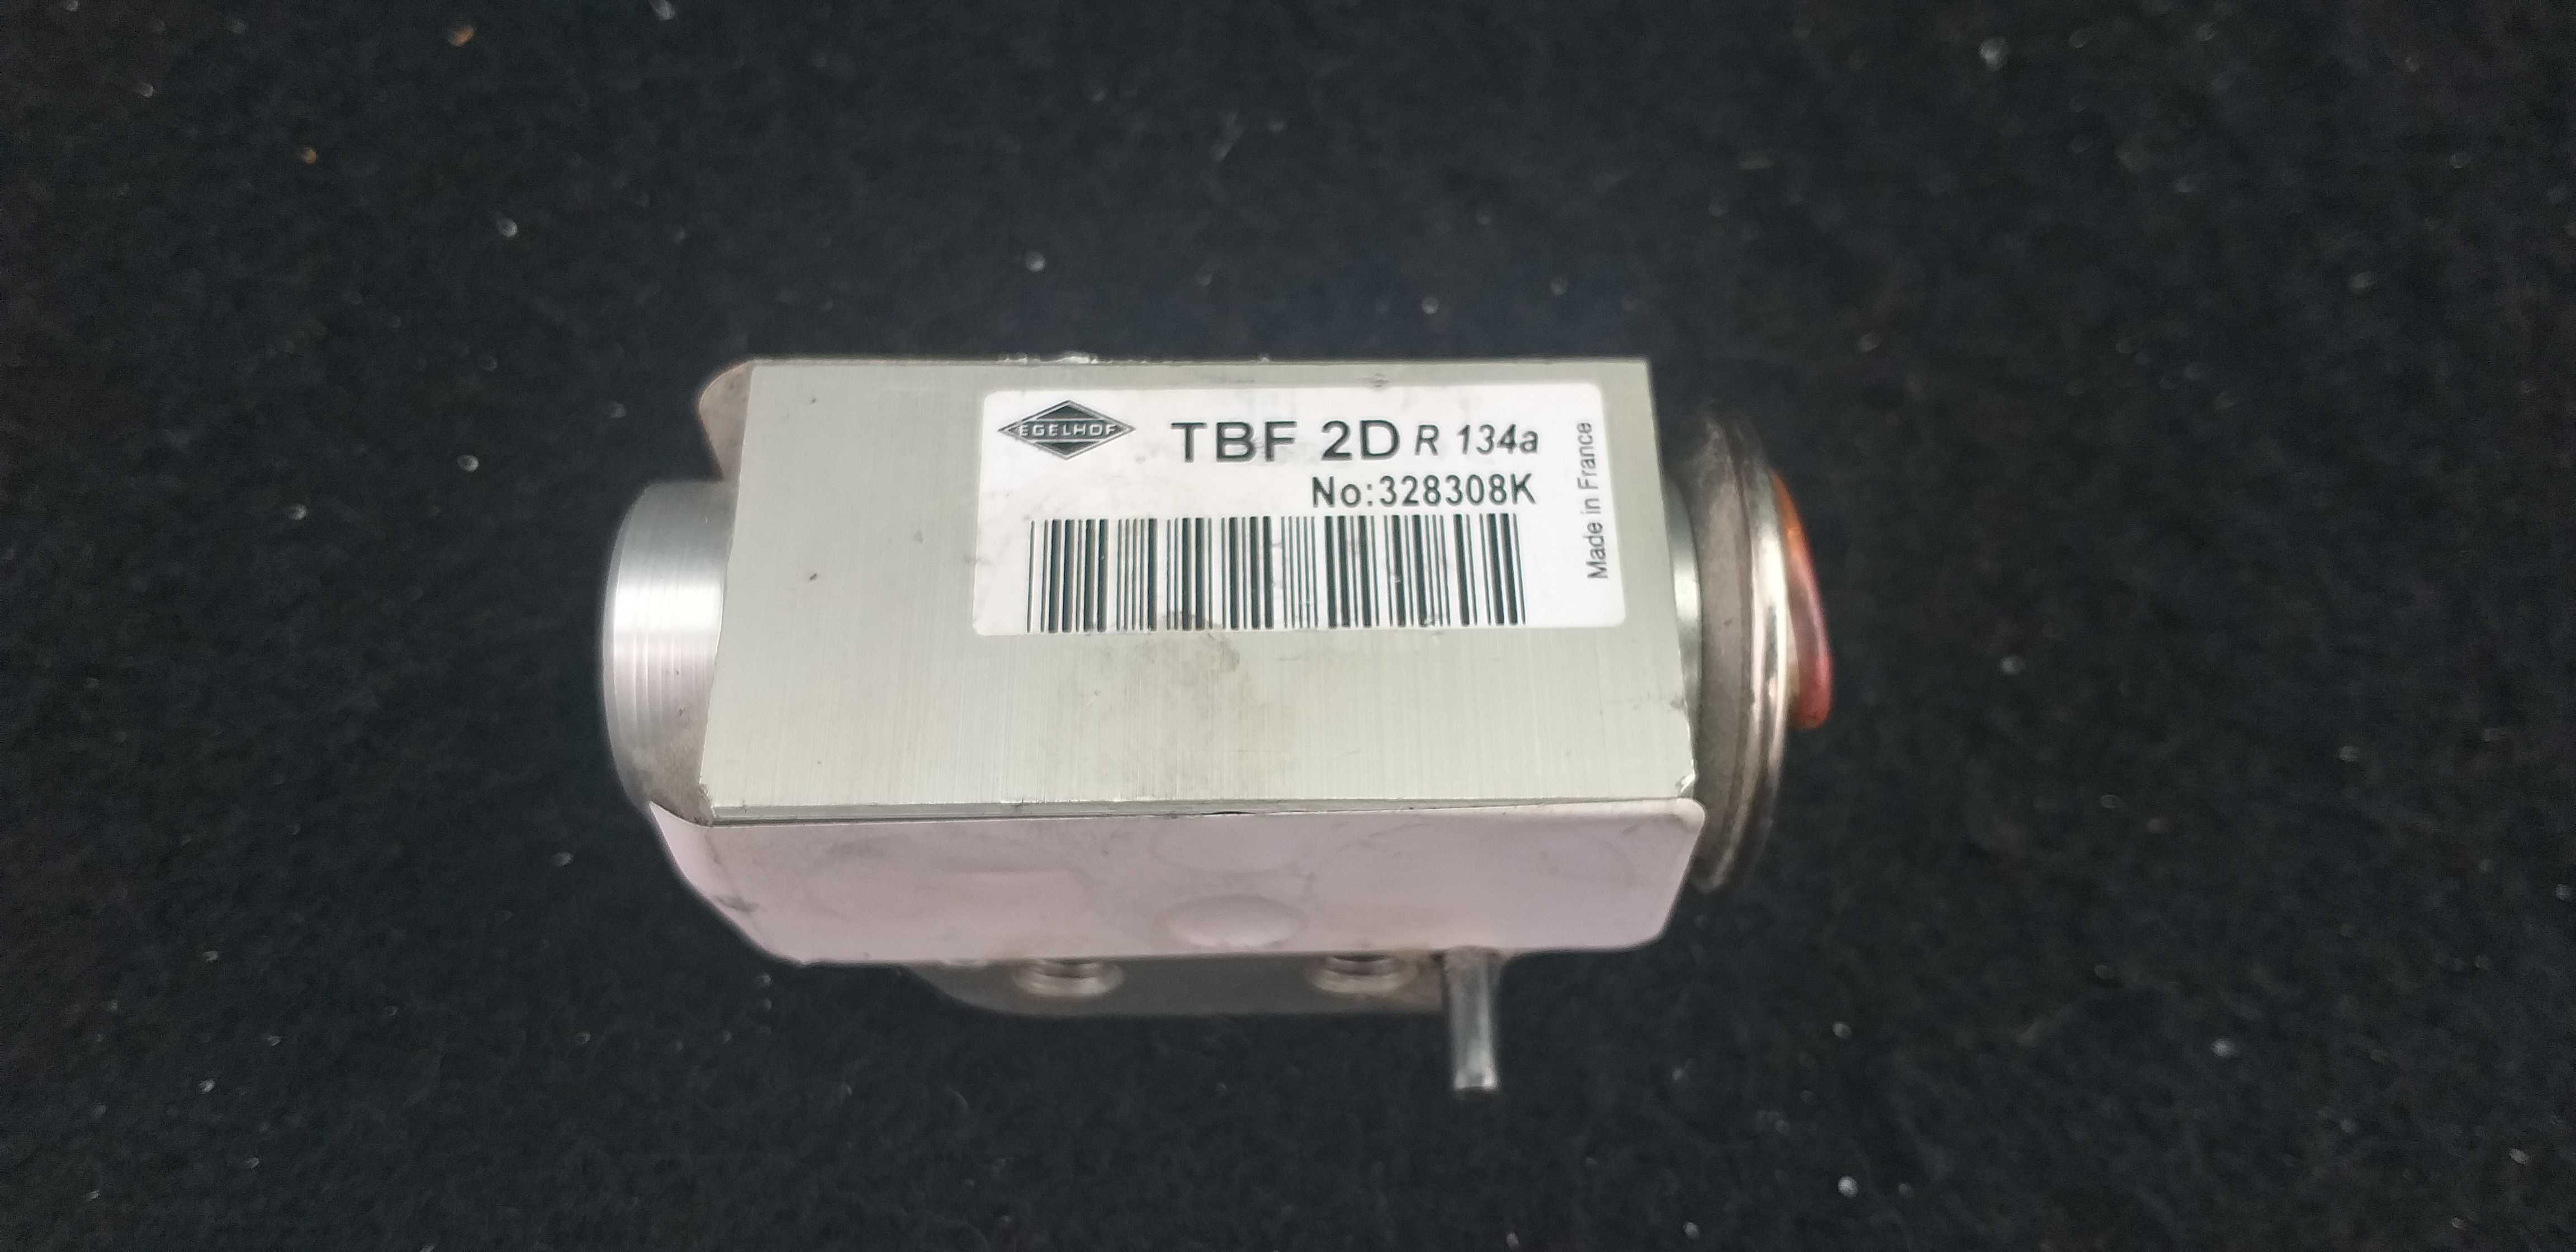 EGELHOF
TBF 2D R 134a
No:328308K
Made in France